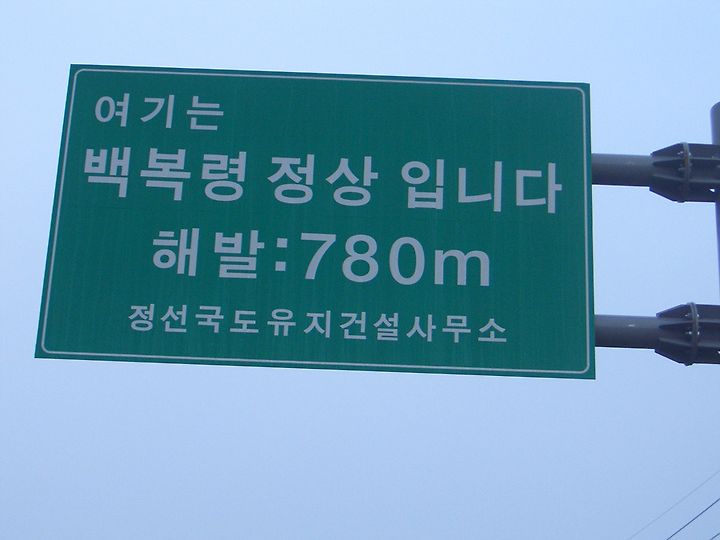 여기는
백복령 정상 입니다
해발:780m
정선국도유지건설사무소